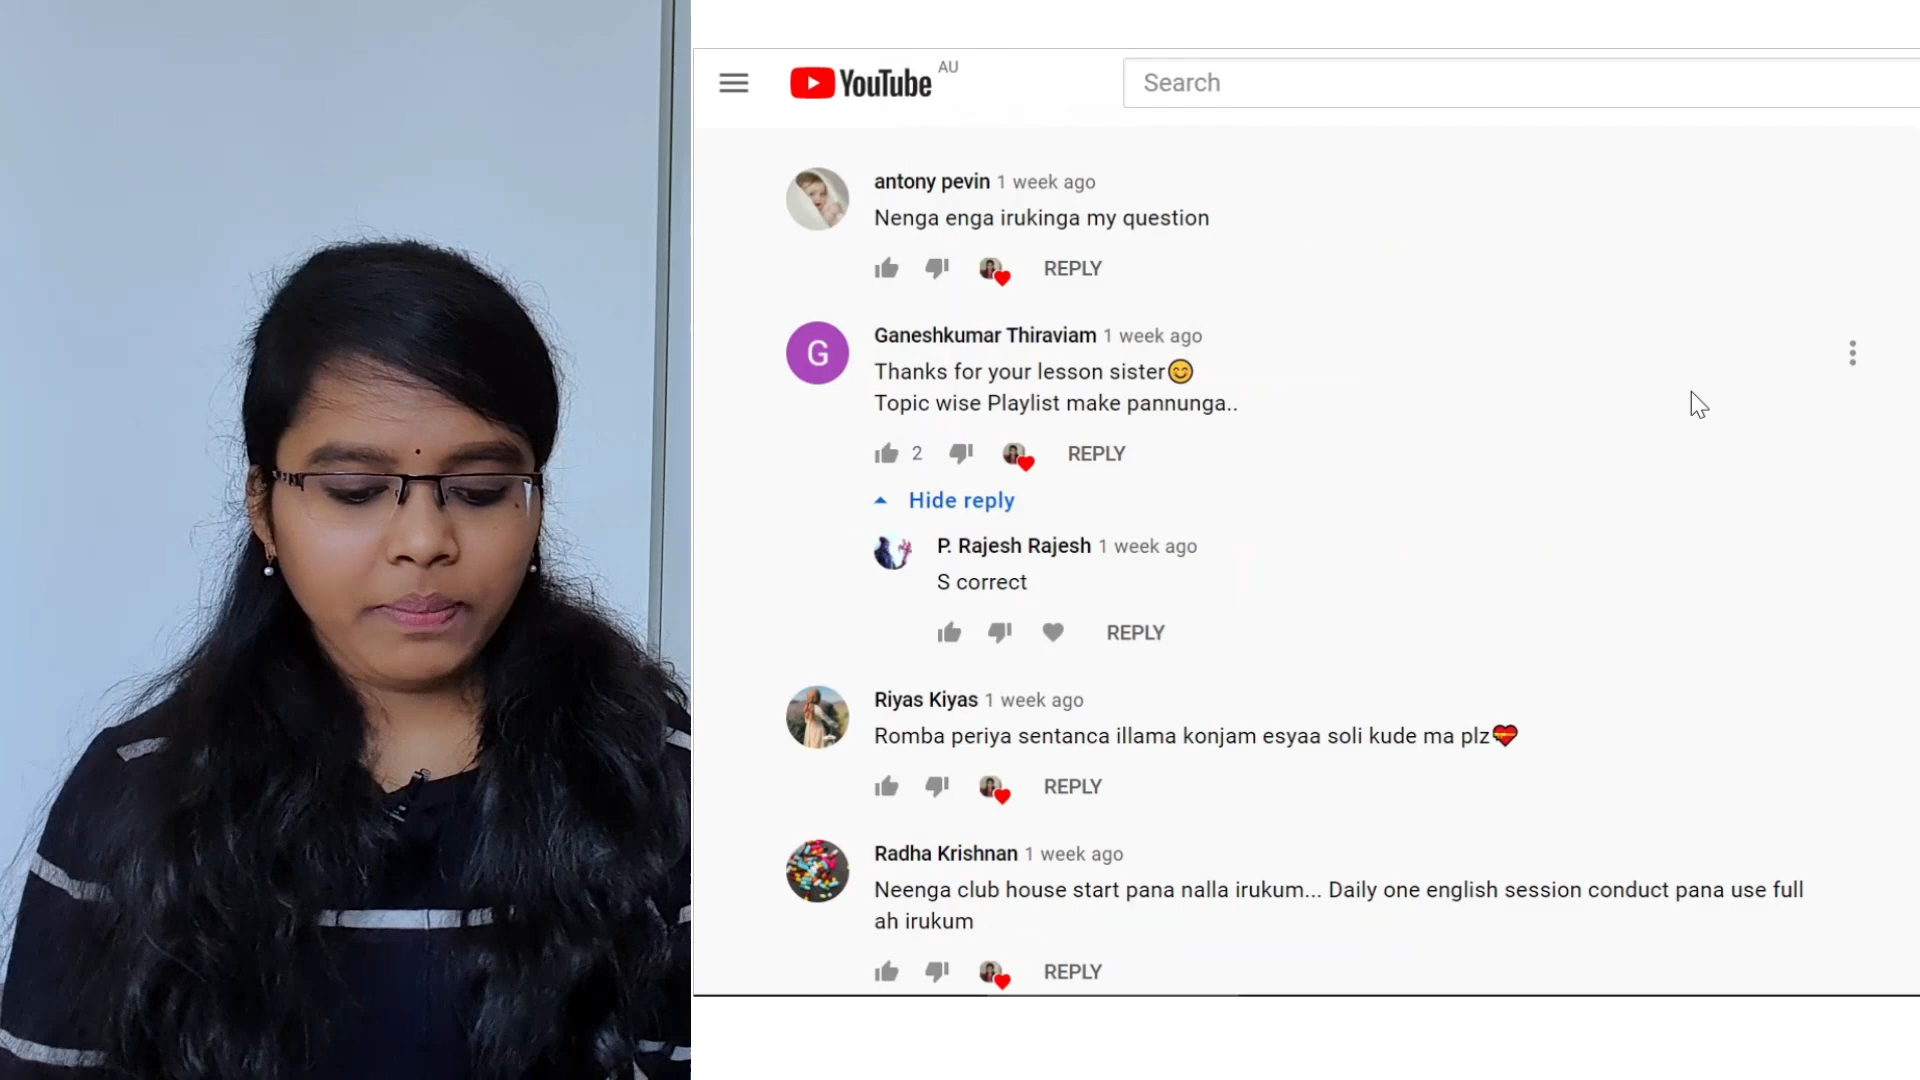 YouTube AU
Search
antony pevin 1 week ago
Nenga enga irukinga my question
REPLY
G
Ganeshkumar Thiraviam 1 week ago
Thanks for your lesson sister😊
Topic wise Playlist make pannunga..
2 REPLY
Hide reply
P. Rajesh Rajesh 1 week ago
S correct
REPLY
Riyas Kiyas 1 week ago
Romba periya sentanca illama konjam esyaa soli kude ma plz💝
REPLY
Radha Krishnan 1 week ago
Neenga club house start pana nalla irukum... Daily one english session conduct pana use full
ah irukum
REPLY